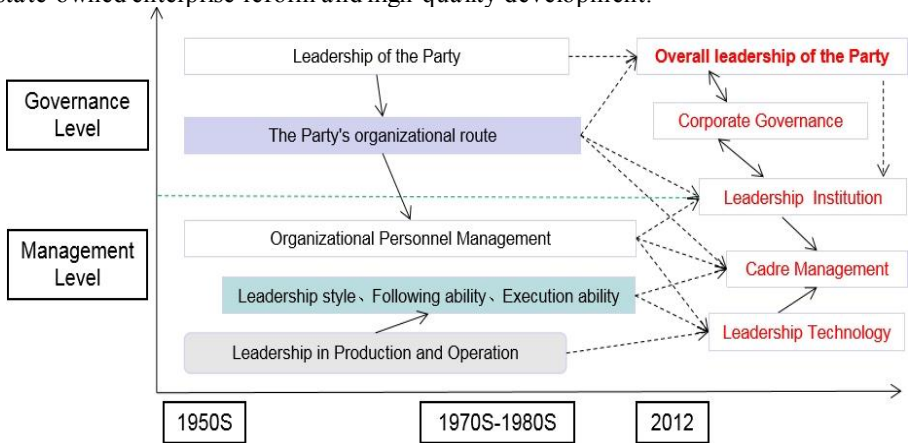 state-owned enterprise reform and high-quality development.
Leadership of the Party
Overall leadership of the Party
Governance
Level
Corporate Governance
The Party's organizational route
Leadership Institution
Management
Level
Organizational Personnel Management
Cadre Management
Leadership style、Following ability、Execution ability
Leadership Technology
Leadership in Production and Operation
1950S
1970S-1980S
2012